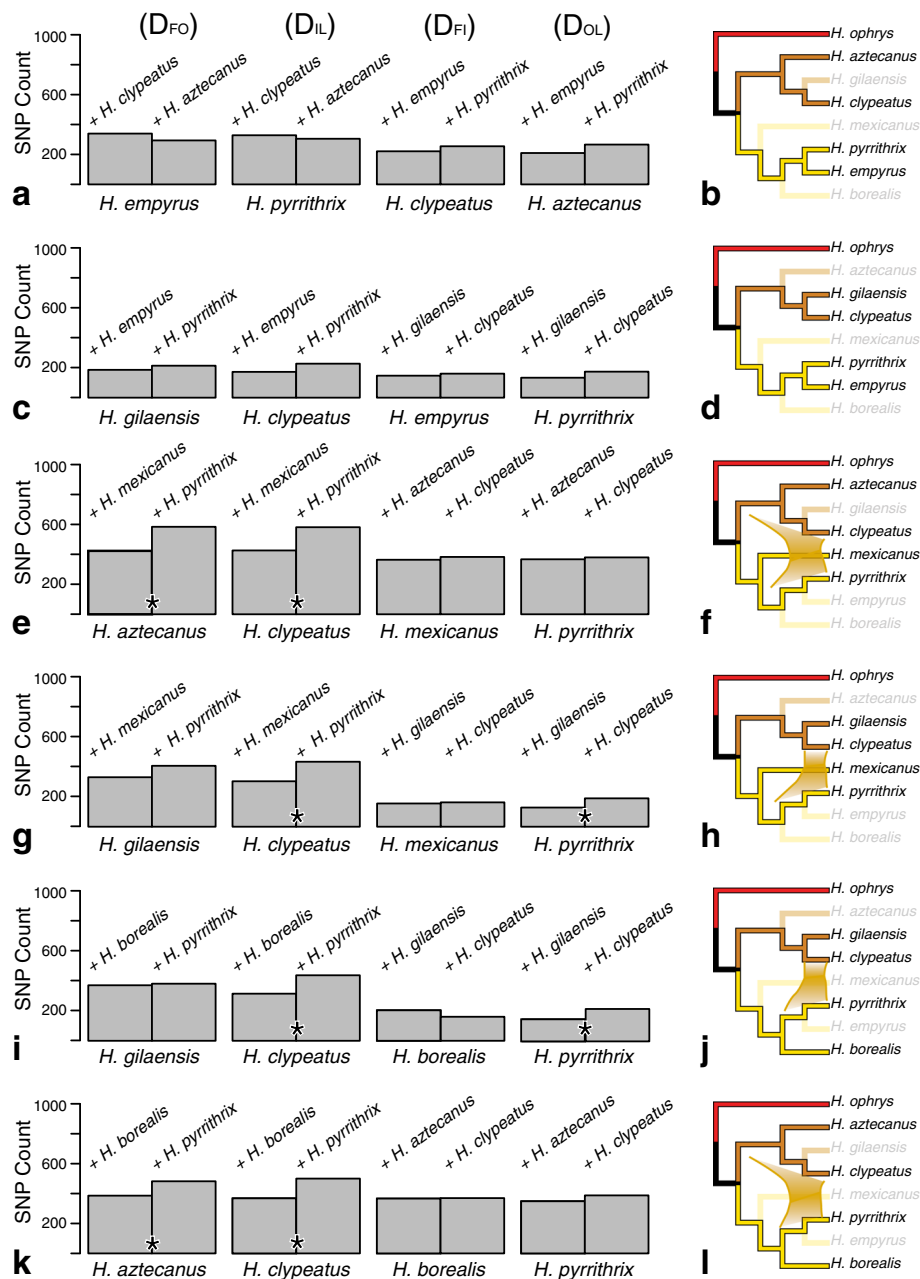 (DFO) (DIL) (DFI) (DOL)
SNP Count
1000
600
200
+ H. clypeatus
+ H. aztecanus
+ H. clypeatus
+ H. aztecanus
+ H. empyrus
+ H. pyrrithrix
+ H. empyrus
+ H. pyrrithrix
a
H. empyrus H. pyrrithrix H. clypeatus H. aztecanus
H. ophrys
H. aztecanus
H. gilaensis
H. clypeatus
H. mexicanus
H. pyrrithrix
H. empyrus
H. borealis
b
SNP Count
1000
600
200
+ H. empyrus
+ H. pyrrithrix
+ H. empyrus
+ H. pyrrithrix
+ H. gilaensis
+ H. clypeatus
+ H. gilaensis
+ H. clypeatus
c
H. gilaensis H. clypeatus H. empyrus H. pyrrithrix
H. ophrys
H. aztecanus
H. gilaensis
H. clypeatus
H. mexicanus
H. pyrrithrix
H. empyrus
H. borealis
d
SNP Count
1000
600
200
+ H. mexicanus
+ H. pyrrithrix
+ H. mexicanus
+ H. pyrrithrix
+ H. aztecanus
+ H. clypeatus
+ H. aztecanus
+ H. clypeatus
* *
e
H. aztecanus H. clypeatus H. mexicanus H. pyrrithrix
H. ophrys
H. aztecanus
H. gilaensis
H. clypeatus
H. mexicanus
H. pyrrithrix
H. empyrus
H. borealis
f
SNP Count
1000
600
200
+ H. mexicanus
+ H. pyrrithrix
+ H. mexicanus
+ H. pyrrithrix
+ H. gilaensis
+ H. clypeatus
+ H. gilaensis
+ H. clypeatus
* *
g
H. gilaensis H. clypeatus H. mexicanus H. pyrrithrix
H. ophrys
H. aztecanus
H. gilaensis
H. clypeatus
H. mexicanus
H. pyrrithrix
H. empyrus
H. borealis
h
SNP Count
1000
600
200
+ H. borealis
+ H. pyrrithrix
+ H. borealis
+ H. pyrrithrix
+ H. gilaensis
+ H. clypeatus
+ H. gilaensis
+ H. clypeatus
* *
i
H. gilaensis H. clypeatus H. borealis H. pyrrithrix
H. ophrys
H. aztecanus
H. gilaensis
H. clypeatus
H. mexicanus
H. pyrrithrix
H. empyrus
H. borealis
j
SNP Count
1000
600
200
+ H. borealis
+ H. pyrrithrix
+ H. borealis
+ H. pyrrithrix
+ H. aztecanus
+ H. clypeatus
+ H. aztecanus
+ H. clypeatus
* *
k
H. aztecanus H. clypeatus H. borealis H. pyrrithrix
H. ophrys
H. aztecanus
H. gilaensis
H. clypeatus
H. mexicanus
H. pyrrithrix
H. empyrus
H. borealis
l